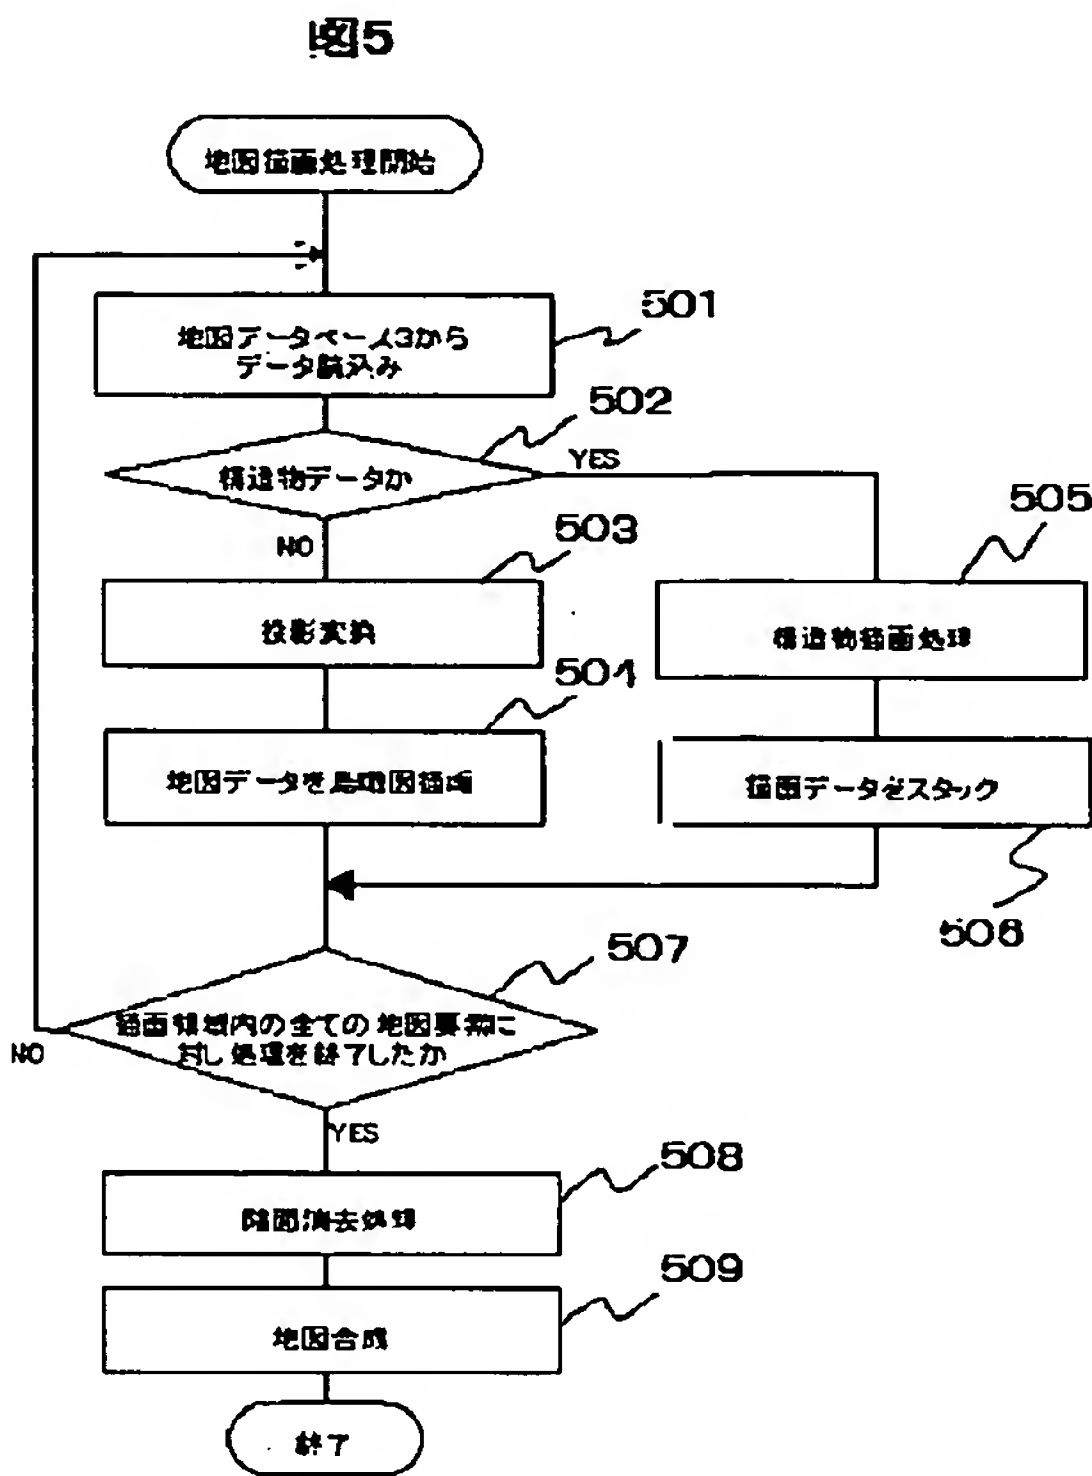 図5
地図描画処理開始
501
地図データベース3から
データ読込み
502
構造物データか
YES
NO
503
投影変換
505
構造物描画処理
504
地図データを鳥瞰図描画
描画データをスタック
506
507
描画領域内の全ての地図要素に
対し処理を終了したか
NO
YES
508
陰面消去処理
509
地図合成
終了